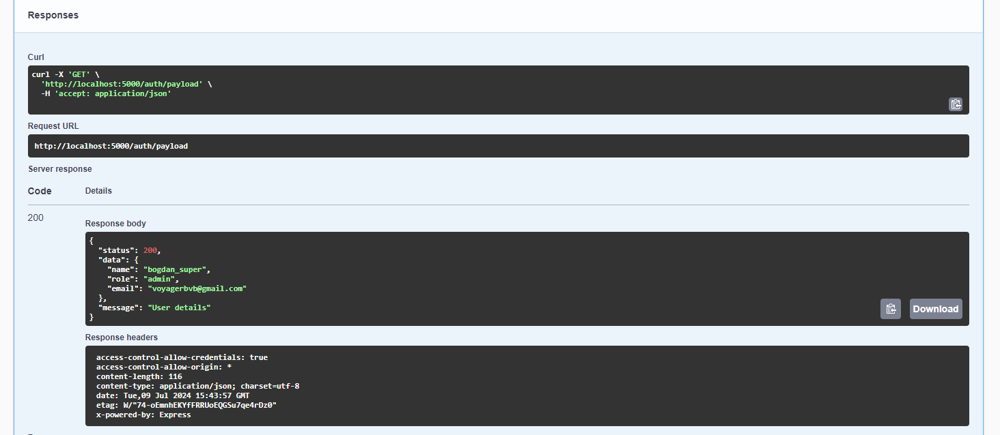 Responses
Curl
curl -X 'GET' \
'http://localhost:5000/auth/payload' \
-H 'accept: application/json'
Request URL
http://localhost:5000/auth/payload
Server response
Code Details
200
Response body
{
"status": 200,
"data": {
"name": "bogdan_super",
"role": "admin",
"email": "voyagerbvb@gmail.com"
},
"message": "User details"
}
Download
Response headers
access-control-allow-credentials: true
access-control-allow-origin: *
content-length: 116
content-type: application/json; charset=utf-8
date: Tue,09 Jul 2024 15:43:57 GMT
etag: W/"74-oEmnhEKYfFRRUoEQGSu7qe4rDz0"
x-powered-by: Express